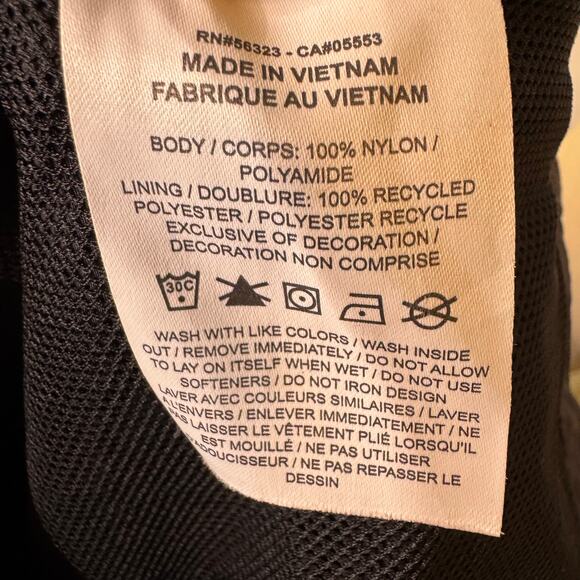 RN#56323 - CA#05553
MADE IN VIETNAM
FABRIQUE AU VIETNAM
BODY / CORPS: 100% NYLON /
POLYAMIDE
LINING / DOUBLURE: 100% RECYCLED
POLYESTER / POLYESTER RECYCLE
EXCLUSIVE OF DECORATION /
DECORATION NON COMPRISE
30C
WASH WITH LIKE COLORS / WASH INSIDE
OUT / REMOVE IMMEDIATELY / DO NOT ALLOW
TO LAY ON ITSELF WHEN WET / DO NOT USE
SOFTENERS / DO NOT IRON DESIGN
LAVER AVEC COULEURS SIMILAIRES / LAVER
A L'ENVERS / ENLEVER IMMEDIATEMENT / NE
PAS LAISSER LE VÊTEMENT PLIÉ LORSQU'IL
EST MOUILLÉ / NE PAS UTILISER
ADOUCISSEUR / NE PAS REPASSER LE
DESSIN